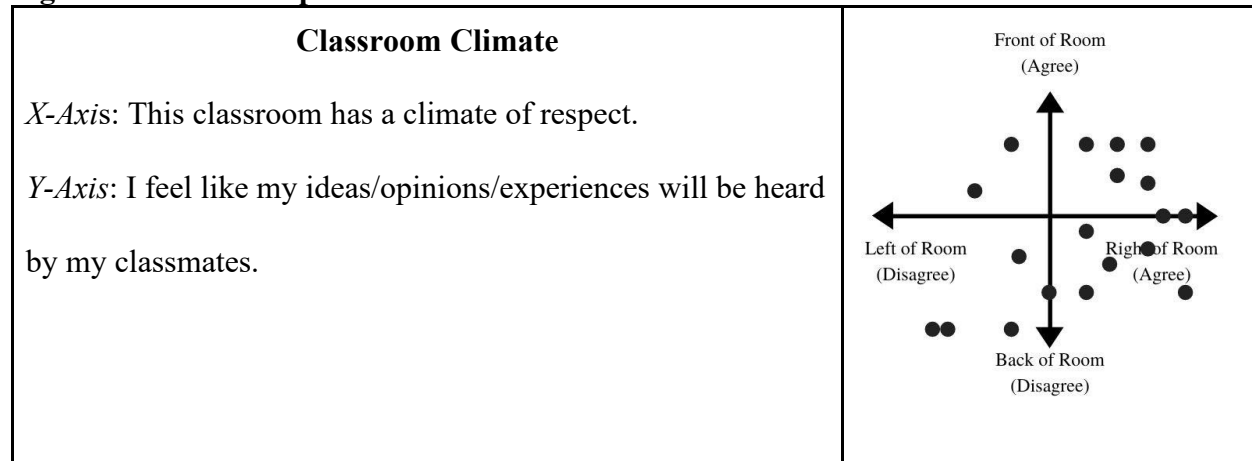 Classroom Climate
X-Axis: This classroom has a climate of respect.
Y-Axis: I feel like my ideas/opinions/experiences will be heard
by my classmates.
Front of Room
(Agree)
Left of Room
(Disagree)
Right of Room
(Agree)
Back of Room
(Disagree)